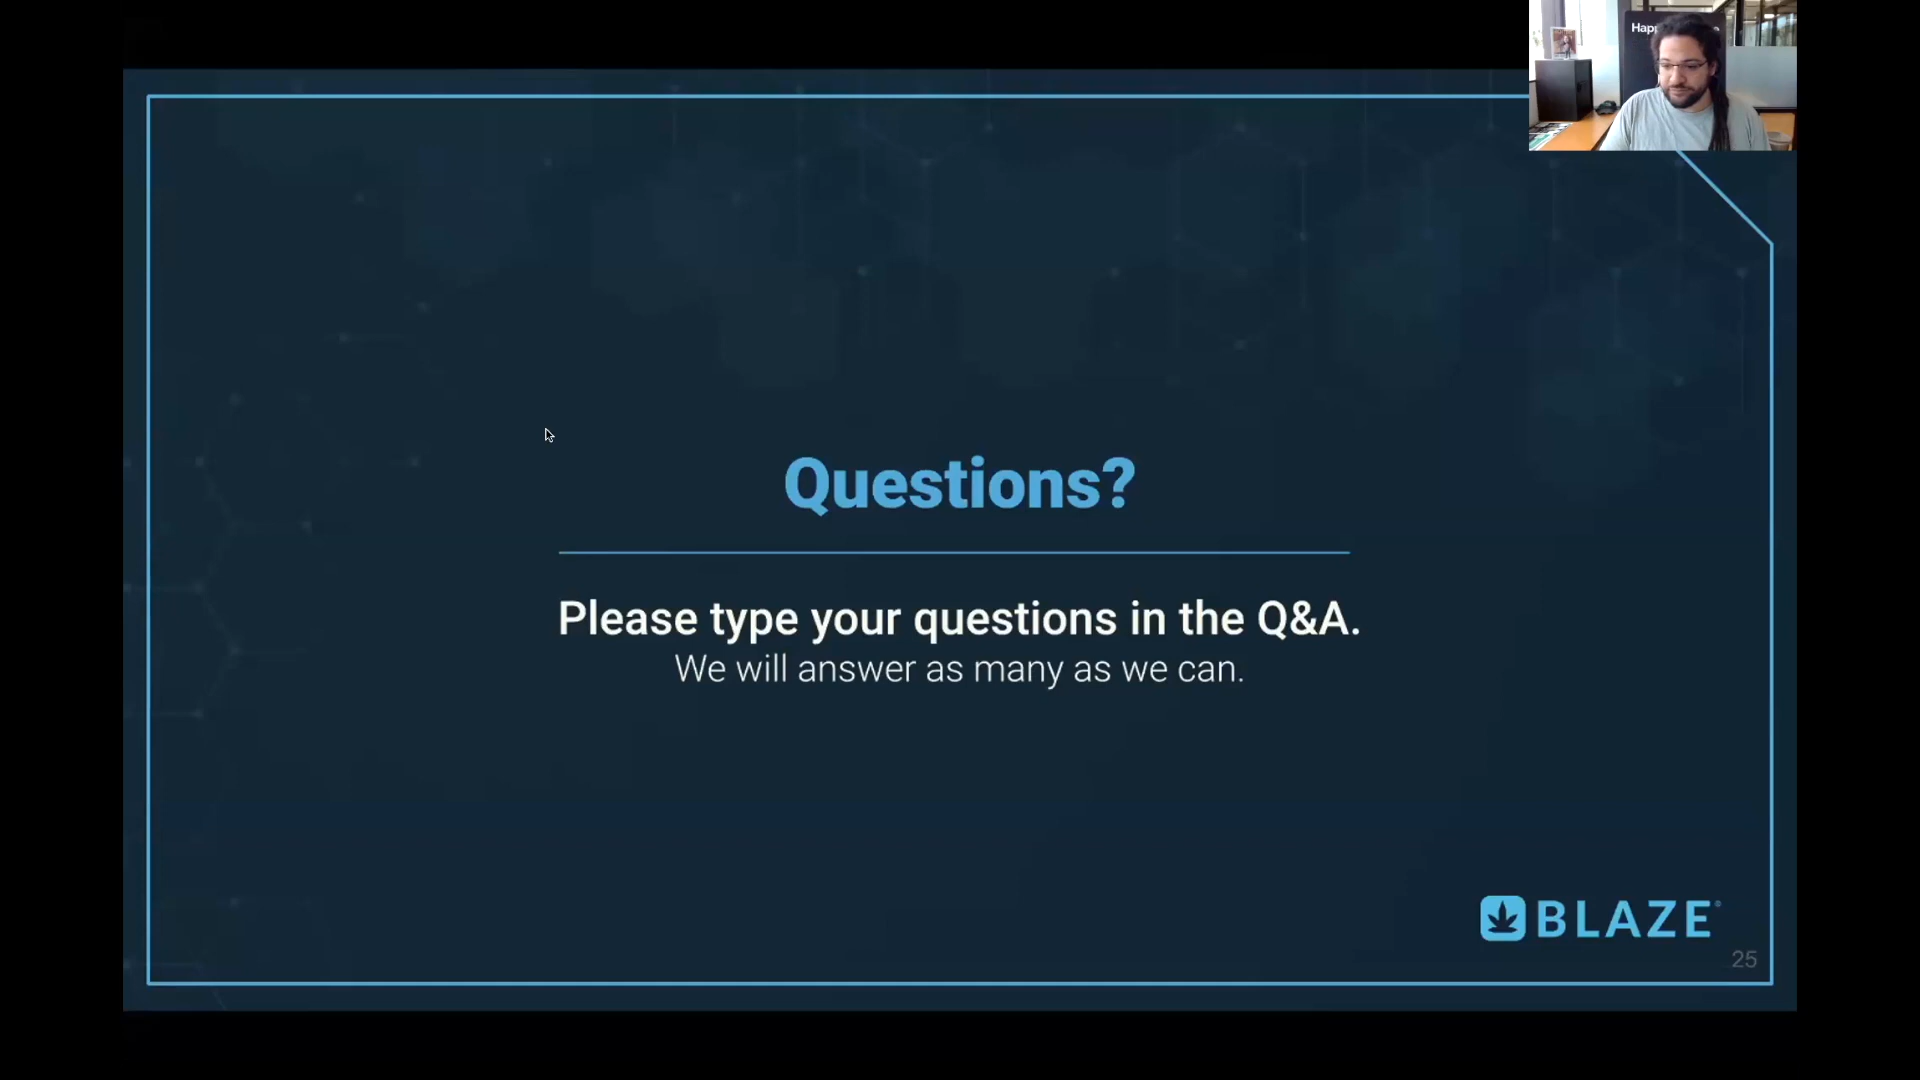 Questions?
Please type your questions in the Q&A.
We will answer as many as we can.
BLAZE
25